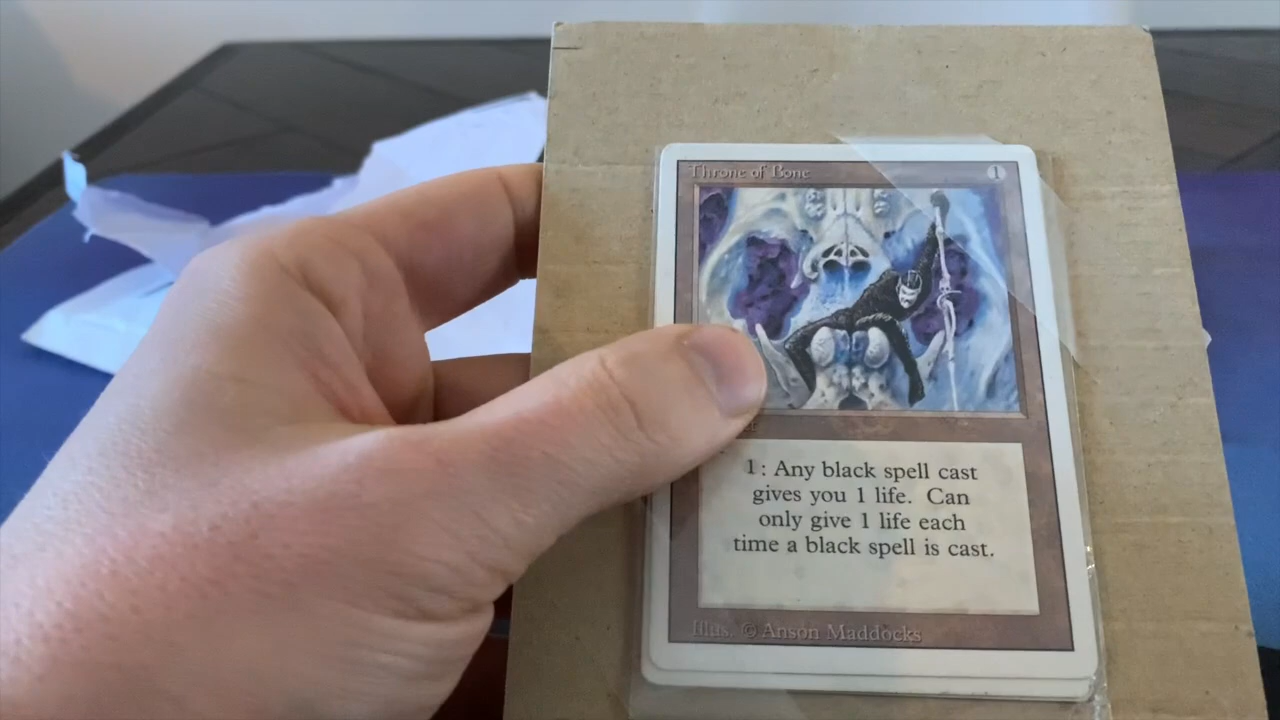 Throne of Bone 1
1: Any black spell cast
gives you 1 life. Can
only give 1 life each
time a black spell is cast.
Illus. © Anson Maddocks